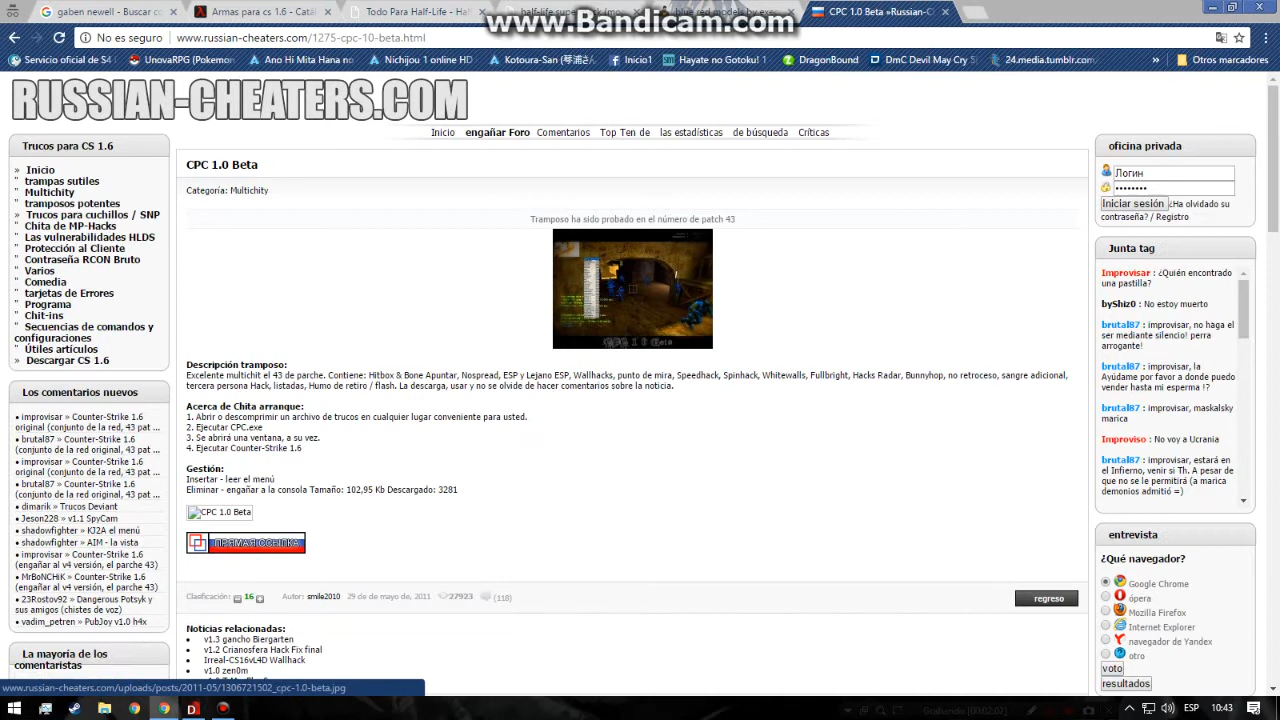 gaben newell - Buscar co
Armas para cs 1.6 - Catál
Todo Para Half-Life - Hal
CPC 1.0 Beta »Russian-C
www.Bandicam.com
No es seguro
www.russian-cheaters.com/1275-cpc-10-beta.html
Servicio oficial de S4
UnovaRPG (Pokemon
Ano Hi Mita Hana no
Nichijou 1 online HD
Kotoura-San (琴浦さん
Inicio1
Hayate no Gotoku! 1
DragonBound
DmC Devil May Cry 5
24.media.tumblr.com
»
Otros marcadores
RUSSIAN-CHEATERS.COM
Inicio
engañar Foro
Comentarios
Top Ten de
las estadísticas
de búsqueda
Críticas
Trucos para CS 1.6
» Inicio
" trampas sutiles
" Multichity
" tramposos potentes
» Trucos para cuchillos / SNP
" Chita de MP-Hacks
" Las vulnerabilidades HLDS
" Protección al Cliente
" Contraseña RCON Bruto
" Varios
" Comedia
" tarjetas de Errores
" Programa
" Chit-ins
" Secuencias de comandos y
configuraciones
" Útiles artículos
» Descargar CS 1.6
Los comentarios nuevos
• improvisar » Counter-Strike 1.6
original (conjunto de la red, 43 pat ...
• brutal87 » Counter-Strike 1.6
(conjunto de la red original, 43 pat ...
• improvisar » Counter-Strike 1.6
original (conjunto de la red, 43 pat ...
• brutal87 » Counter-Strike 1.6
(conjunto de la red original, 43 pat ...
• dimarik » Trucos Deviant
• Jeson228 » v1.1 SpyCam
• shadowfighter » KJ2A el menú
• shadowfighter » AIM - la vista
• improvisar » Counter-Strike 1.6
(engañar al v4 versión, el parche 43)
• MrBoNCHiK » Counter-Strike 1.6
(engañar al v4 versión, el parche 43)
• 23Rostov92 » Dangerous Potsyk y
sus amigos (chistes de voz)
• vadim_petren » PubJoy v1.0 h4x
La mayoria de los
comentaristas
CPC 1.0 Beta
Categoría: Multichity
Tramposo ha sido probado en el número de patch 43
Descripción tramposo:
Excelente multichit el 43 de parche. Contiene: Hitbox & Bone Apuntar, Nospread, ESP y Lejano ESP, Wallhacks, punto de mira, Speedhack, Spinhack, Whitewalls, Fullbright, Hacks Radar, Bunnyhop, no retroceso, sangre adicional,
tercera persona Hack, listadas, Humo de retiro / flash. La descarga, usar y no se olvide de hacer comentarios sobre la noticia.
Acerca de Chita arranque:
1. Abrir o descomprimir un archivo de trucos en cualquier lugar conveniente para usted.
2. Ejecutar CPC.exe
3. Se abrirá una ventana, a su vez.
4. Ejecutar Counter-Strike 1.6
Gestión:
Insertar - leer el menú
Eliminar - engañar a la consola Tamaño: 102,95 Kb Descargado: 3281
CPC 1.0 Beta
ПРЯМАЯ ССЫЛКА
Clasificación:
16
Autor: smile2010
29 de de mayo de, 2011
27923
(118)
regreso
Noticias relacionadas:
• v1.3 gancho Biergarten
• v1.2 Crianosfera Hack Fix final
• Irreal-CS16vL4D Wallhack
• v1.0 zen0m
oficina privada
Логин
••••••••
Iniciar sesión
¿Ha olvidado su
contraseña? / Registro
Junta tag
Improvisar : ¿Quién encontrado
una pastilla?
byShiz0 : No estoy muerto
brutal87 : improvisar, no haga el
ser mediante silencio! perra
arrogante!
brutal87 : improvisar, la
Ayúdame por favor a donde puedo
vender hasta mi esperma !?
brutal87 : improvisar, maskalsky
marica
Improviso : No voy a Ucrania
brutal87 : improvisar, estará en
el Infierno, venir si Th. A pesar de
que no se le permitirá (a marica
demonios admitió =)
entrevista
¿Qué navegador?
Google Chrome
ópera
Mozilla Firefox
Internet Explorer
navegador de Yandex
otro
voto
resultados
www.russian-cheaters.com/uploads/posts/2011-05/1306721502_cpc-1.0-beta.jpg
ESP
10:43